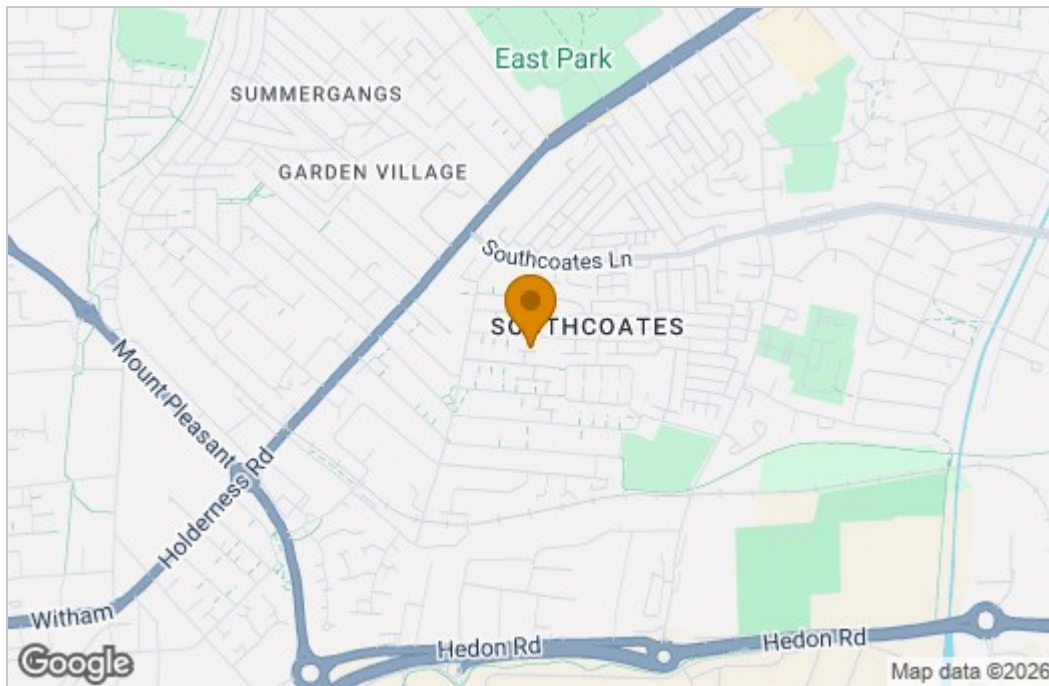 East Park
SUMMERGANGS
GARDEN VILLAGE
Southcoates Ln
SOUTHCOATES
Mount Pleasant
Holderness Rd
Witham
Hedon Rd
Hedon Rd
Google
Map data ©2026